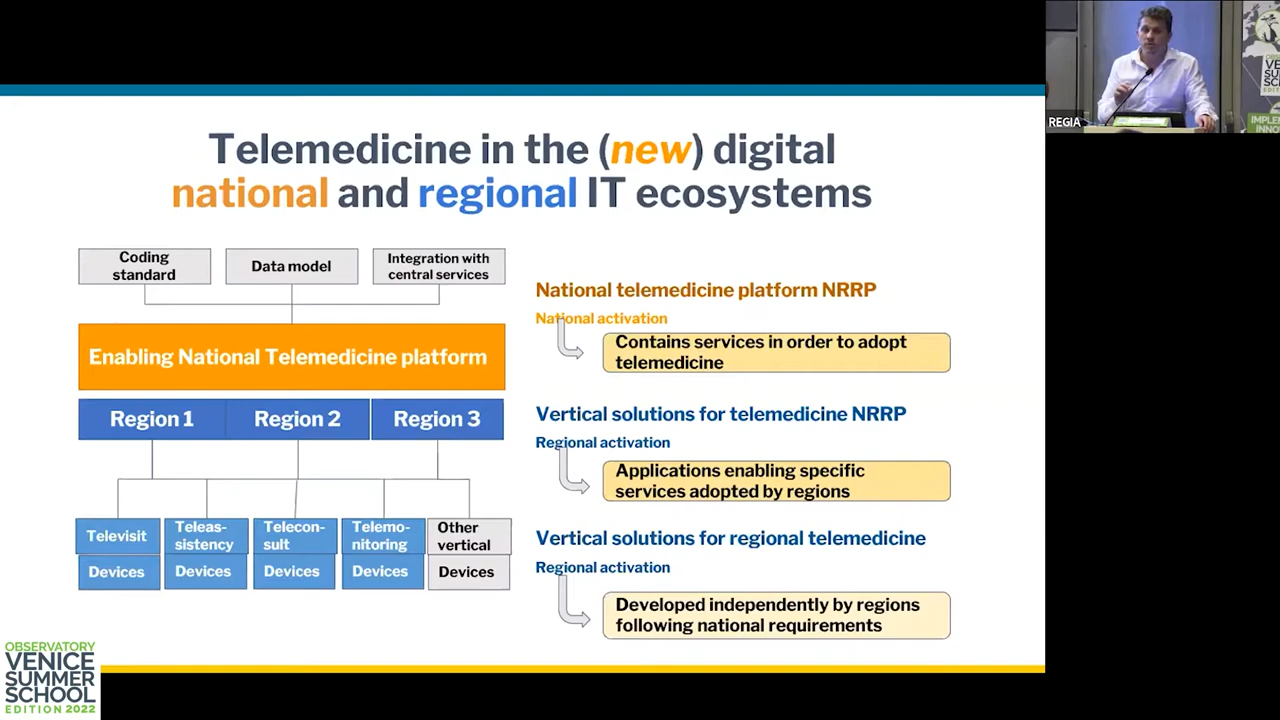 Telemedicine in the (new) digital
national and regional IT ecosystems
Coding
standard
Data model
Integration with
central services
Enabling National Telemedicine platform
Region 1
Region 2
Region 3
Televisit
Teleas-
sistency
Telecon-
sult
Telemo-
nitoring
Other
vertical
Devices
Devices
Devices
Devices
Devices
National telemedicine platform NRRP
National activation
Contains services in order to adopt
telemedicine
Vertical solutions for telemedicine NRRP
Regional activation
Applications enabling specific
services adopted by regions
Vertical solutions for regional telemedicine
Regional activation
Developed independently by regions
following national requirements
REGIA
OBSERVATORY
VENICE
SUMMER
SCHOOL
EDITION 2022